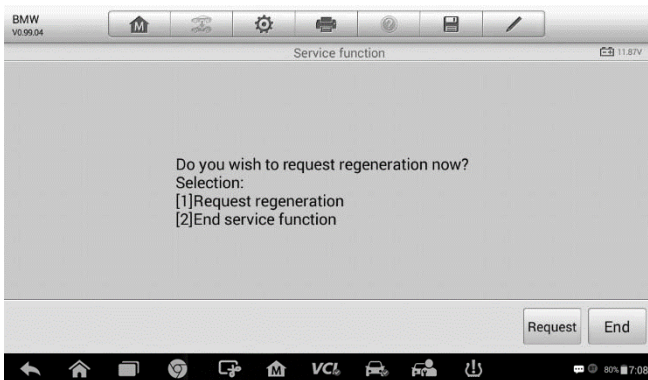 BMW
V0.99.04
M
Service function
11.87V
Do you wish to request regeneration now?
Selection:
[1]Request regeneration
[2]End service function
Request
End
M
VCI
80%
7:08